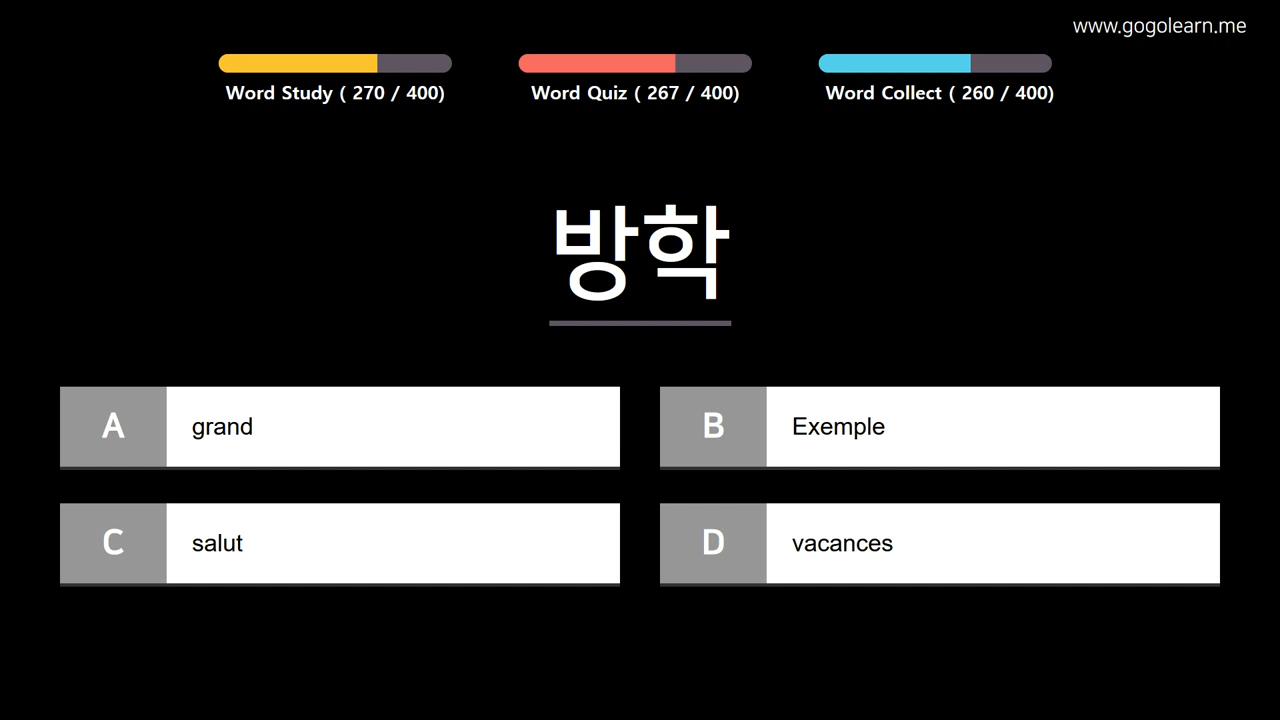 www.gogolearn.me
Word Study ( 270 / 400)
Word Quiz ( 267 / 400)
Word Collect ( 260 / 400)
방학
A
grand
B
Exemple
C
salut
D
vacances